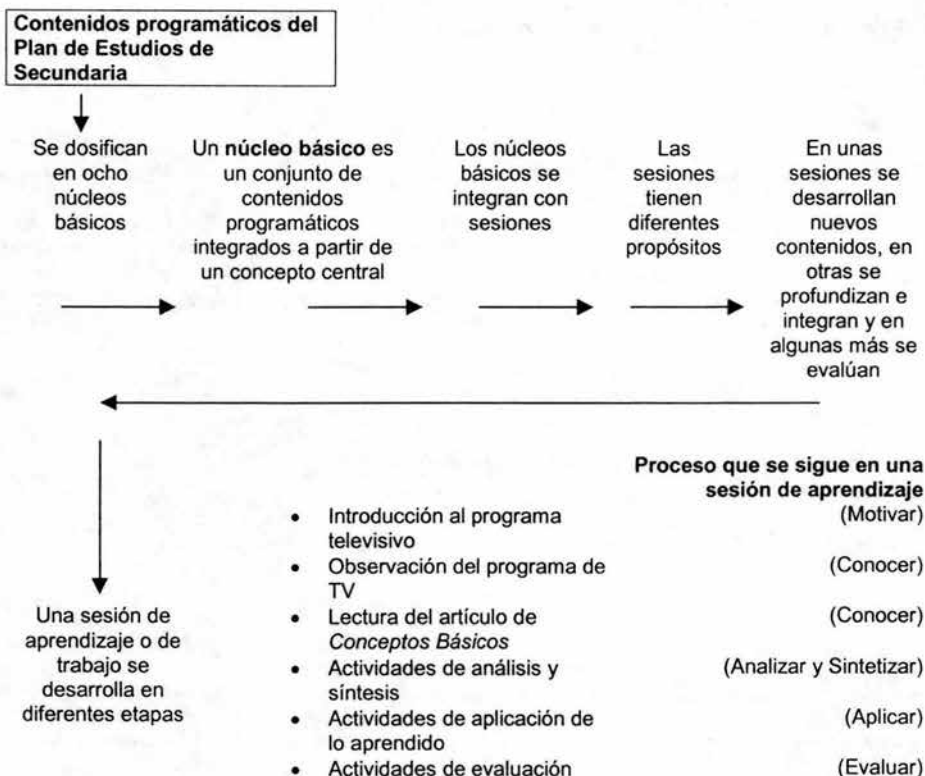 Contenidos programáticos del
Plan de Estudios de
Secundaria
Se dosifican
en ocho
núcleos
básicos
Un núcleo básico es
un conjunto de
contenidos
programáticos
integrados a partir de
un concepto central
Los núcleos
básicos se
integran con
sesiones
Las
sesiones
tienen
diferentes
propósitos
En unas
sesiones se
desarrollan
nuevos
contenidos, en
otras se
profundizan e
integran y en
algunas más se
evalúan
Una sesión de
aprendizaje o de
trabajo se
desarrolla en
diferentes etapas
Proceso que se sigue en una
sesión de aprendizaje
• Introducción al programa (Motivar)
televisivo
• Observación del programa de (Conocer)
TV
• Lectura del artículo de (Conocer)
Conceptos Básicos
• Actividades de análisis y (Analizar y Sintetizar)
síntesis
• Actividades de aplicación de (Aplicar)
lo aprendido
• Actividades de evaluación (Evaluar)